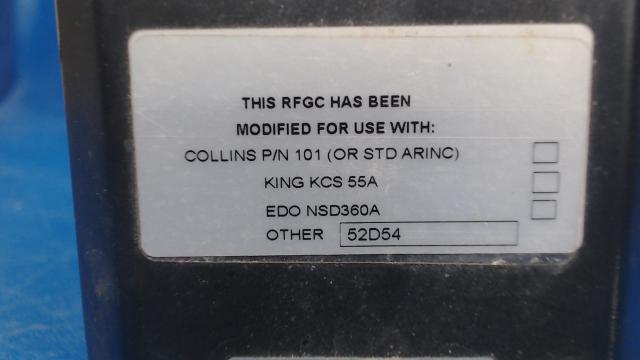 THIS RFGC HAS BEEN
MODIFIED FOR USE WITH:
COLLINS P/N 101 (OR STD ARINC)
KING KCS 55A
EDO NSD360A
OTHER 52D54